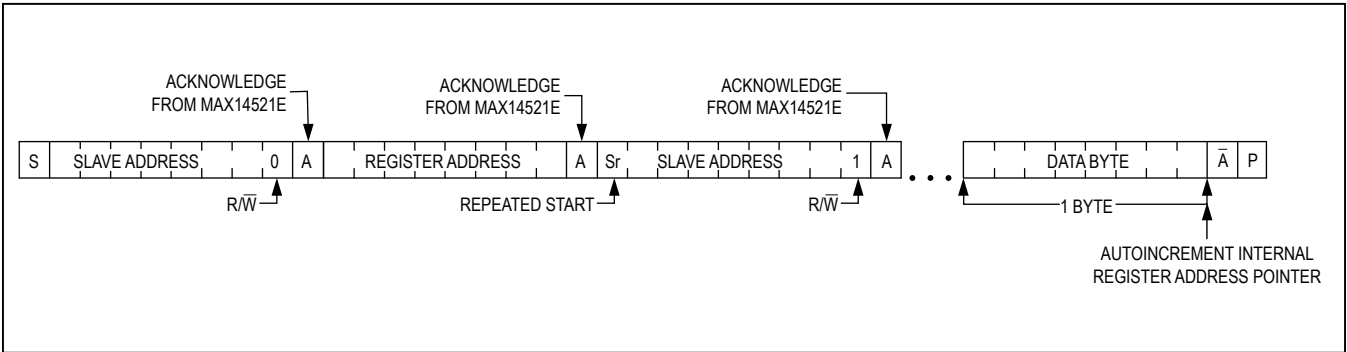 ACKNOWLEDGE
FROM MAX14521E
ACKNOWLEDGE
FROM MAX14521E
ACKNOWLEDGE
FROM MAX14521E
S SLAVE ADDRESS 0 A REGISTER ADDRESS A Sr SLAVE ADDRESS 1 A ... DATA BYTE A̅ P
R/W̅ REPEATED START R/W̅ 1 BYTE
AUTOINCREMENT INTERNAL
REGISTER ADDRESS POINTER